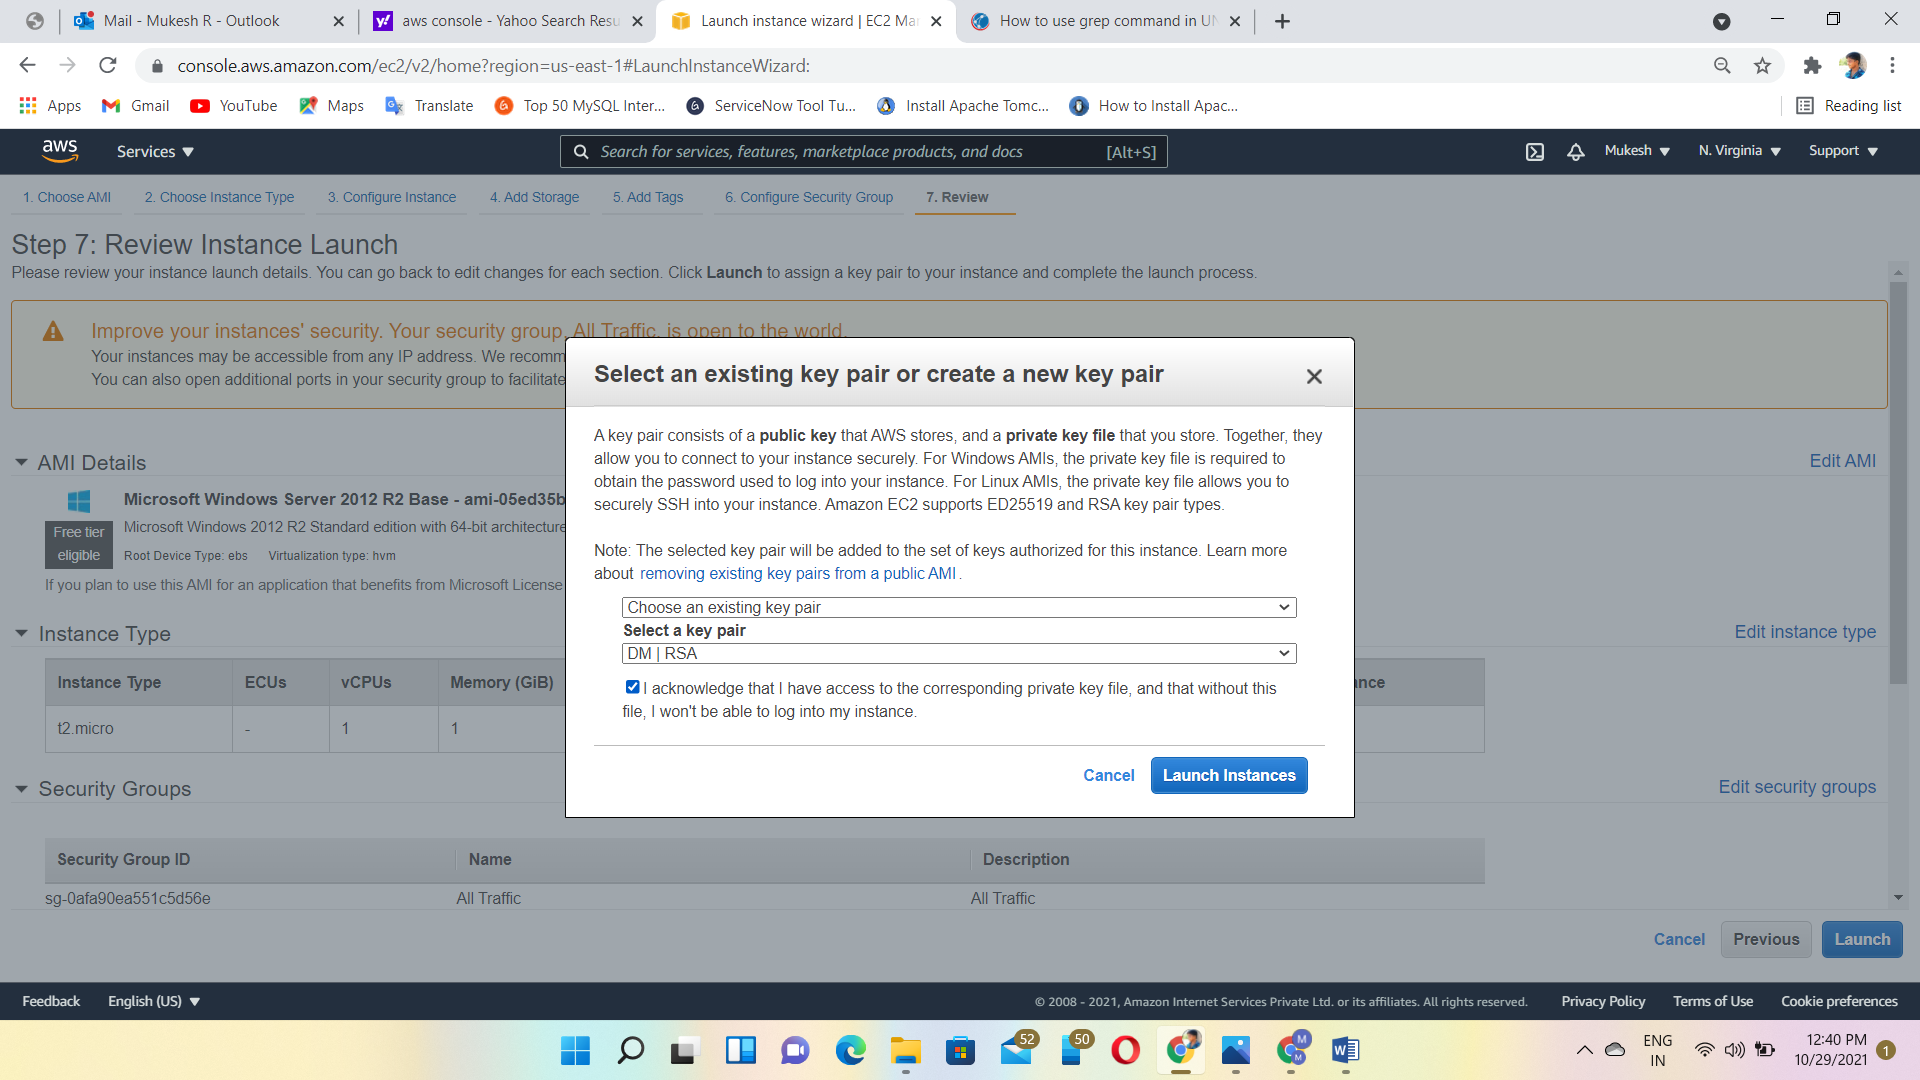 Mail - Mukesh R - Outlook
aws console - Yahoo Search Resu
Launch instance wizard | EC2 Ma
How to use grep command in UN
console.aws.amazon.com/ec2/v2/home?region=us-east-1#LaunchInstanceWizard:
Apps
Gmail
YouTube
Maps
Translate
Top 50 MySQL Inter...
ServiceNow Tool Tu...
Install Apache Tomc...
How to Install Apac...
Reading list
aws
Services
Search for services, features, marketplace products, and docs
[Alt+S]
Mukesh
N. Virginia
Support
1. Choose AMI
2. Choose Instance Type
3. Configure Instance
4. Add Storage
5. Add Tags
6. Configure Security Group
7. Review
Step 7: Review Instance Launch
Please review your instance launch details. You can go back to edit changes for each section. Click Launch to assign a key pair to your instance and complete the launch process.
Improve your instances' security. Your security group, All Traffic, is open to the world.
Your instances may be accessible from any IP address. We recomm
You can also open additional ports in your security group to facilitate
AMI Details
Edit AMI
Microsoft Windows Server 2012 R2 Base - ami-05ed35b
Free tier
eligible
Microsoft Windows 2012 R2 Standard edition with 64-bit architecture
Root Device Type: ebs
Virtualization type: hvm
If you plan to use this AMI for an application that benefits from Microsoft License
Instance Type
Edit instance type
Instance Type
ECUs
vCPUs
Memory (GiB)
nce
t2.micro
-
1
1
Security Groups
Edit security groups
Security Group ID
Name
Description
sg-0afa90ea551c5d56e
All Traffic
All Traffic
Select an existing key pair or create a new key pair
A key pair consists of a public key that AWS stores, and a private key file that you store. Together, they
allow you to connect to your instance securely. For Windows AMIs, the private key file is required to
obtain the password used to log into your instance. For Linux AMIs, the private key file allows you to
securely SSH into your instance. Amazon EC2 supports ED25519 and RSA key pair types.
Note: The selected key pair will be added to the set of keys authorized for this instance. Learn more
about removing existing key pairs from a public AMI.
Choose an existing key pair
Select a key pair
DM | RSA
I acknowledge that I have access to the corresponding private key file, and that without this
file, I won't be able to log into my instance.
Cancel
Launch Instances
Cancel
Previous
Launch
Feedback
English (US)
© 2008 - 2021, Amazon Internet Services Private Ltd. or its affiliates. All rights reserved.
Privacy Policy
Terms of Use
Cookie preferences
52
50
M
M
ENG
IN
12:40 PM
10/29/2021
1